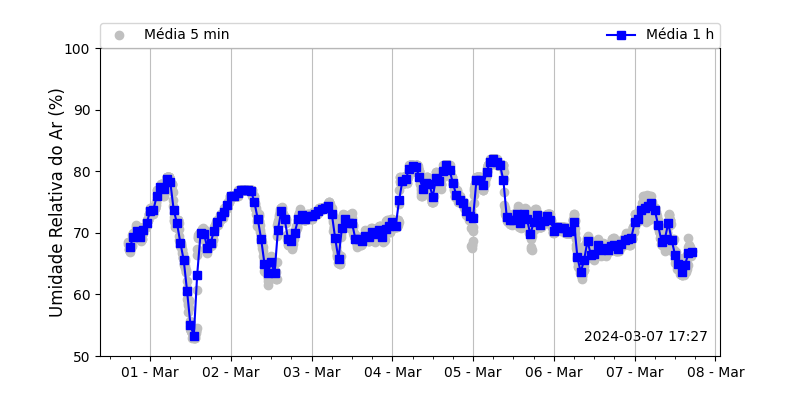 Média 5 min
Média 1 h
100
90
80
70
60
50
Umidade Relativa do Ar (%)
2024-03-07 17:27
01 - Mar
02 - Mar
03 - Mar
04 - Mar
05 - Mar
06 - Mar
07 - Mar
08 - Mar